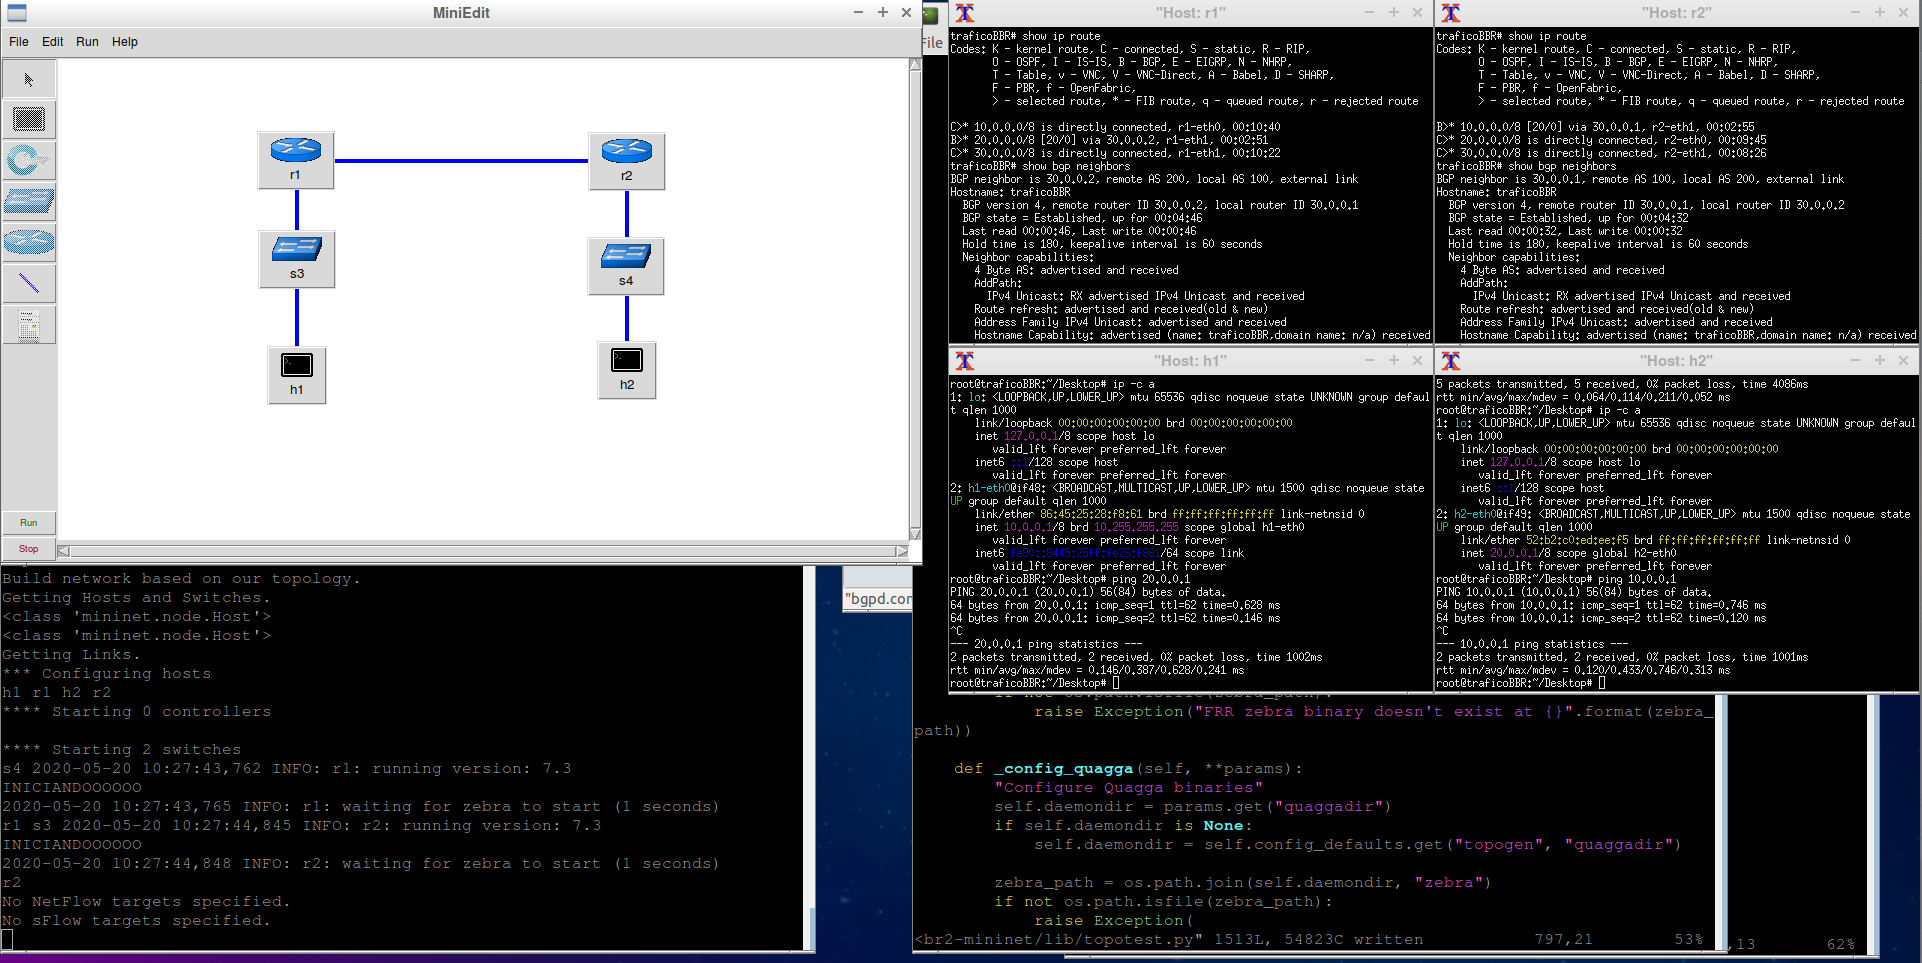 MiniEdit
File Edit Run Help
r1
r2
s3
s4
h1
h2
Run
Stop
File
"Host: r1"
traficoBBR# show ip route
Codes: K - kernel route, C - connected, S - static, R - RIP,
O - OSPF, I - IS-IS, B - BGP, E - EIGRP, N - NHRP,
T - Table, v - VNC, V - VNC-Direct, A - Babel, D - SHARP,
F - PBR, f - OpenFabric,
> - selected route, * - FIB route, q - queued route, r - rejected route
C>* 10.0.0.0/8 is directly connected, r1-eth0, 00:10:40
B>* 20.0.0.0/8 [20/0] via 30.0.0.2, r1-eth1, 00:02:51
C>* 30.0.0.0/8 is directly connected, r1-eth1, 00:10:22
traficoBBR# show bgp neighbors
BGP neighbor is 30.0.0.2, remote AS 200, local AS 100, external link
Hostname: traficoBBR
BGP version 4, remote router ID 30.0.0.2, local router ID 30.0.0.1
BGP state = Established, up for 00:04:46
Last read 00:00:46, Last write 00:00:46
Hold time is 180, keepalive interval is 60 seconds
Neighbor capabilities:
4 Byte AS: advertised and received
AddPath:
IPv4 Unicast: RX advertised IPv4 Unicast and received
Route refresh: advertised and received(old & new)
Address Family IPv4 Unicast: advertised and received
Hostname Capability: advertised (name: traficoBBR,domain name: n/a) received
"Host: r2"
traficoBBR# show ip route
Codes: K - kernel route, C - connected, S - static, R - RIP,
O - OSPF, I - IS-IS, B - BGP, E - EIGRP, N - NHRP,
T - Table, v - VNC, V - VNC-Direct, A - Babel, D - SHARP,
F - PBR, f - OpenFabric,
> - selected route, * - FIB route, q - queued route, r - rejected route
B>* 10.0.0.0/8 [20/0] via 30.0.0.1, r2-eth1, 00:02:55
C>* 20.0.0.0/8 is directly connected, r2-eth0, 00:09:45
C>* 30.0.0.0/8 is directly connected, r2-eth1, 00:08:26
traficoBBR# show bgp neighbors
BGP neighbor is 30.0.0.1, remote AS 100, local AS 200, external link
Hostname: traficoBBR
BGP version 4, remote router ID 30.0.0.1, local router ID 30.0.0.2
BGP state = Established, up for 00:04:32
Last read 00:00:32, Last write 00:00:32
Hold time is 180, keepalive interval is 60 seconds
Neighbor capabilities:
4 Byte AS: advertised and received
AddPath:
IPv4 Unicast: RX advertised IPv4 Unicast and received
Route refresh: advertised and received(old & new)
Address Family IPv4 Unicast: advertised and received
Hostname Capability: advertised (name: traficoBBR,domain name: n/a) received
"Host: h1"
root@traficoBBR:~/Desktop# ip -c a
1: lo: <LOOPBACK,UP,LOWER_UP> mtu 65536 qdisc noqueue state UNKNOWN group defaul
t qlen 1000
link/loopback 00:00:00:00:00:00 brd 00:00:00:00:00:00
inet 127.0.0.1/8 scope host lo
valid_lft forever preferred_lft forever
inet6 ::1/128 scope host
valid_lft forever preferred_lft forever
2: h1-eth0@if48: <BROADCAST,MULTICAST,UP,LOWER_UP> mtu 1500 qdisc noqueue state
UP group default qlen 1000
link/ether 86:45:25:28:f8:61 brd ff:ff:ff:ff:ff:ff link-netnsid 0
inet 10.0.0.1/8 brd 10.255.255.255 scope global h1-eth0
valid_lft forever preferred_lft forever
inet6 fe80::8445:25ff:fe28:f861/64 scope link
valid_lft forever preferred_lft forever
root@traficoBBR:~/Desktop# ping 20.0.0.1
PING 20.0.0.1 (20.0.0.1) 56(84) bytes of data.
64 bytes from 20.0.0.1: icmp_seq=1 ttl=62 time=0.628 ms
64 bytes from 20.0.0.1: icmp_seq=2 ttl=62 time=0.146 ms
^C
--- 20.0.0.1 ping statistics ---
2 packets transmitted, 2 received, 0% packet loss, time 1002ms
rtt min/avg/max/mdev = 0.146/0.387/0.628/0.241 ms
root@traficoBBR:~/Desktop#
"Host: h2"
5 packets transmitted, 5 received, 0% packet loss, time 4086ms
rtt min/avg/max/mdev = 0.064/0.114/0.211/0.052 ms
root@traficoBBR:~/Desktop# ip -c a
1: lo: <LOOPBACK,UP,LOWER_UP> mtu 65536 qdisc noqueue state UNKNOWN group defaul
t qlen 1000
link/loopback 00:00:00:00:00:00 brd 00:00:00:00:00:00
inet 127.0.0.1/8 scope host lo
valid_lft forever preferred_lft forever
inet6 ::1/128 scope host
valid_lft forever preferred_lft forever
2: h2-eth0@if49: <BROADCAST,MULTICAST,UP,LOWER_UP> mtu 1500 qdisc noqueue state
UP group default qlen 1000
link/ether 52:b2:c0:ed:ee:f5 brd ff:ff:ff:ff:ff:ff link-netnsid 0
inet 20.0.0.1/8 scope global h2-eth0
valid_lft forever preferred_lft forever
root@traficoBBR:~/Desktop# ping 10.0.0.1
PING 10.0.0.1 (10.0.0.1) 56(84) bytes of data.
64 bytes from 10.0.0.1: icmp_seq=1 ttl=62 time=0.746 ms
64 bytes from 10.0.0.1: icmp_seq=2 ttl=62 time=0.120 ms
^C
--- 10.0.0.1 ping statistics ---
2 packets transmitted, 2 received, 0% packet loss, time 1001ms
rtt min/avg/max/mdev = 0.120/0.433/0.746/0.313 ms
root@traficoBBR:~/Desktop#
Build network based on our topology.
Getting Hosts and Switches.
<class 'mininet.node.Host'>
<class 'mininet.node.Host'>
Getting Links.
*** Configuring hosts
h1 r1 h2 r2
**** Starting 0 controllers
**** Starting 2 switches
s4 2020-05-20 10:27:43,762 INFO: r1: running version: 7.3
INICIANDOOOOOO
2020-05-20 10:27:43,765 INFO: r1: waiting for zebra to start (1 seconds)
r1 s3 2020-05-20 10:27:44,845 INFO: r2: running version: 7.3
INICIANDOOOOOO
2020-05-20 10:27:44,848 INFO: r2: waiting for zebra to start (1 seconds)
r2
No NetFlow targets specified.
No sFlow targets specified.
"bgpd.con
if not os.path.isfile(zebra_path):
raise Exception("FRR zebra binary doesn't exist at {}".format(zebra_
path))
def _config_quagga(self, **params):
"Configure Quagga binaries"
self.daemondir = params.get("quaggadir")
if self.daemondir is None:
self.daemondir = self.config_defaults.get("topogen", "quaggadir")
zebra_path = os.path.join(self.daemondir, "zebra")
if not os.path.isfile(zebra_path):
raise Exception(
<br2-mininet/lib/topotest.py" 1513L, 54823C written 797,21 53%
,13 62%